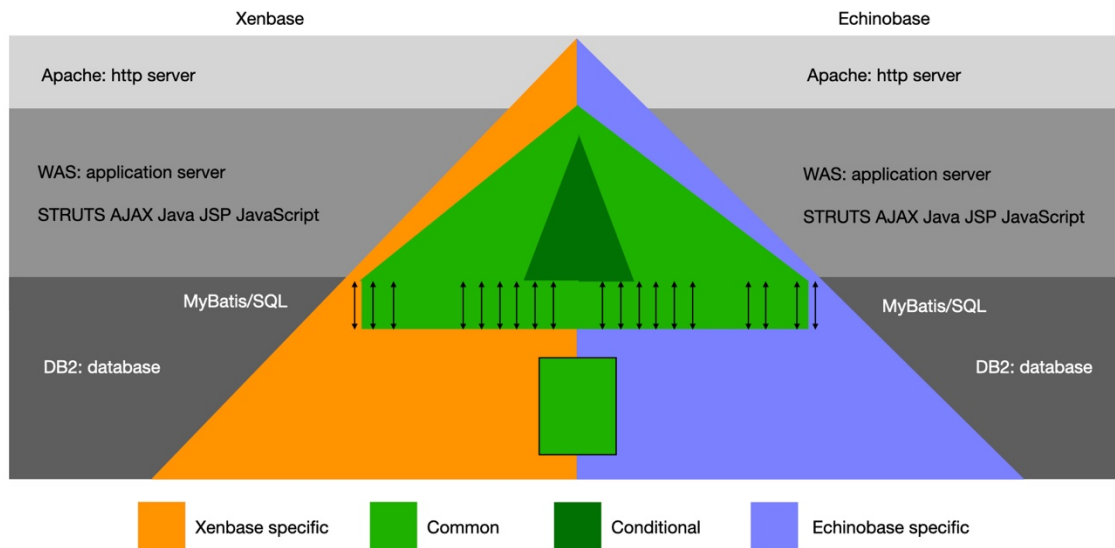 Xenbase
Echinobase
Apache: http server
Apache: http server
WAS: application server
STRUTS AJAX Java JSP JavaScript
WAS: application server
STRUTS AJAX Java JSP JavaScript
MyBatis/SQL
MyBatis/SQL
DB2: database
DB2: database
Xenbase specific
Common
Conditional
Echinobase specific